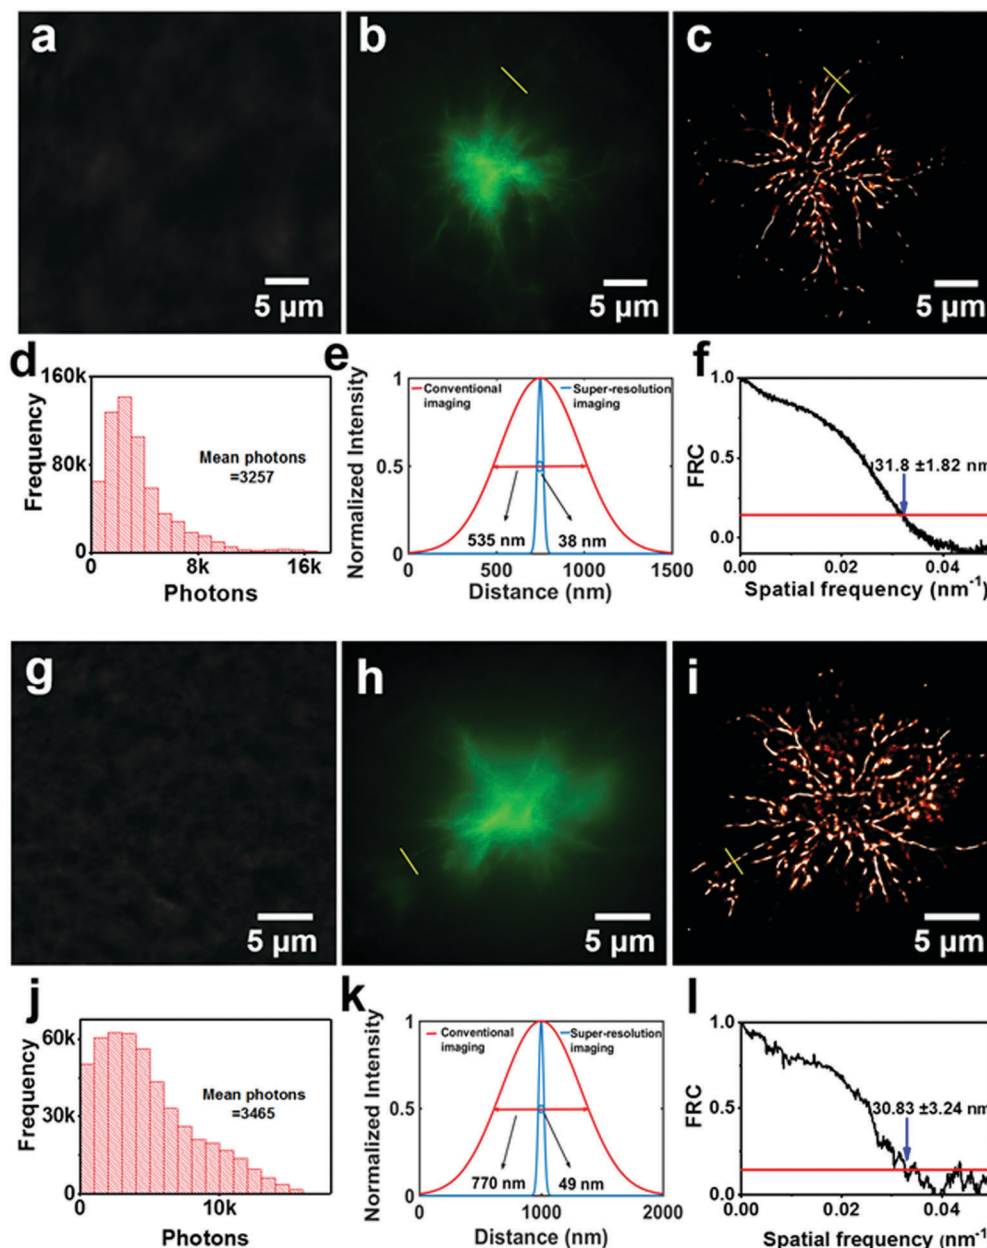 a
b
c
5 µm
5 µm
5 µm
d
Frequency
160k
80k
0
Mean photons
=3257
0
8k
16k
Photons
e
Normalized Intensity
1
0.5
0
Conventional
imaging
Super-resolution
imaging
535 nm
38 nm
0
500
1000
1500
Distance (nm)
f
FRC
1.0
0.5
0.0
31.8 ±1.82 nm
0.00
0.02
0.04
Spatial frequency (nm⁻¹)
g
h
i
5 µm
5 µm
5 µm
j
Frequency
60k
30k
0
Mean photons
=3465
0
10k
Photons
k
Normalized Intensity
1
0.5
0
Conventional
imaging
Super-resolution
imaging
770 nm
49 nm
0
1000
2000
Distance (nm)
l
FRC
1.0
0.5
0.0
30.83 ±3.24 nm
0.00
0.02
0.04
Spatial frequency (nm⁻¹